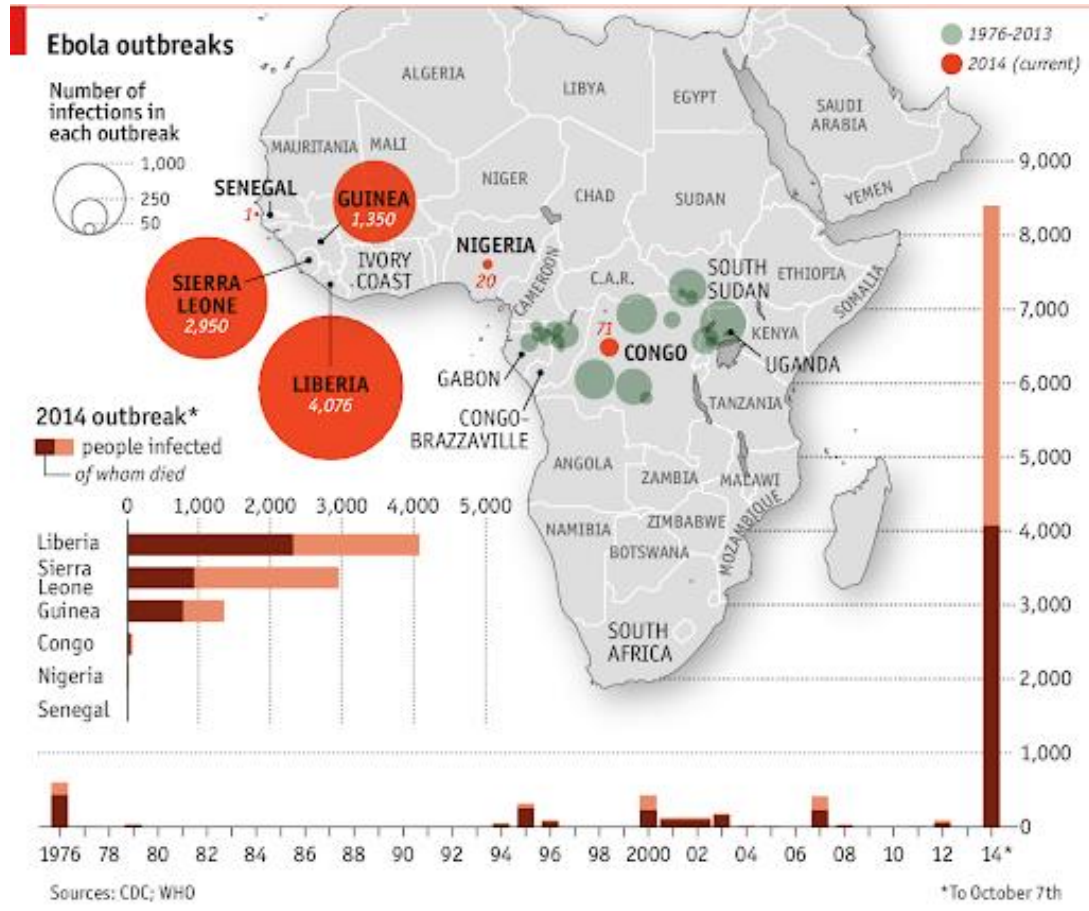 Ebola outbreaks
Number of
infections in
each outbreak
1,000
250
50
1976-2013
2014 (current)
ALGERIA
LIBYA
EGYPT
SAUDI
ARABIA
MAURITANIA
MALI
NIGER
CHAD
SUDAN
YEMEN
SENEGAL
1
GUINEA
1,350
IVORY
COAST
NIGERIA
20
CAMEROON
C.A.R.
SOUTH
SUDAN
ETHIOPIA
SOMALIA
SIERRA
LEONE
2,950
LIBERIA
4,076
71
CONGO
KENYA
UGANDA
GABON
CONGO-
BRAZZAVILLE
TANZANIA
ANGOLA
ZAMBIA
MALAWI
MOZAMBIQUE
NAMIBIA
ZIMBABWE
BOTSWANA
SOUTH
AFRICA
2014 outbreak*
people infected
of whom died
0 1,000 2,000 3,000 4,000 5,000
Liberia
Sierra
Leone
Guinea
Congo
Nigeria
Senegal
9,000
8,000
7,000
6,000
5,000
4,000
3,000
2,000
1,000
0
1976 78 80 82 84 86 88 90 92 94 96 98 2000 02 04 06 08 10 12 14*
Sources: CDC; WHO
*To October 7th